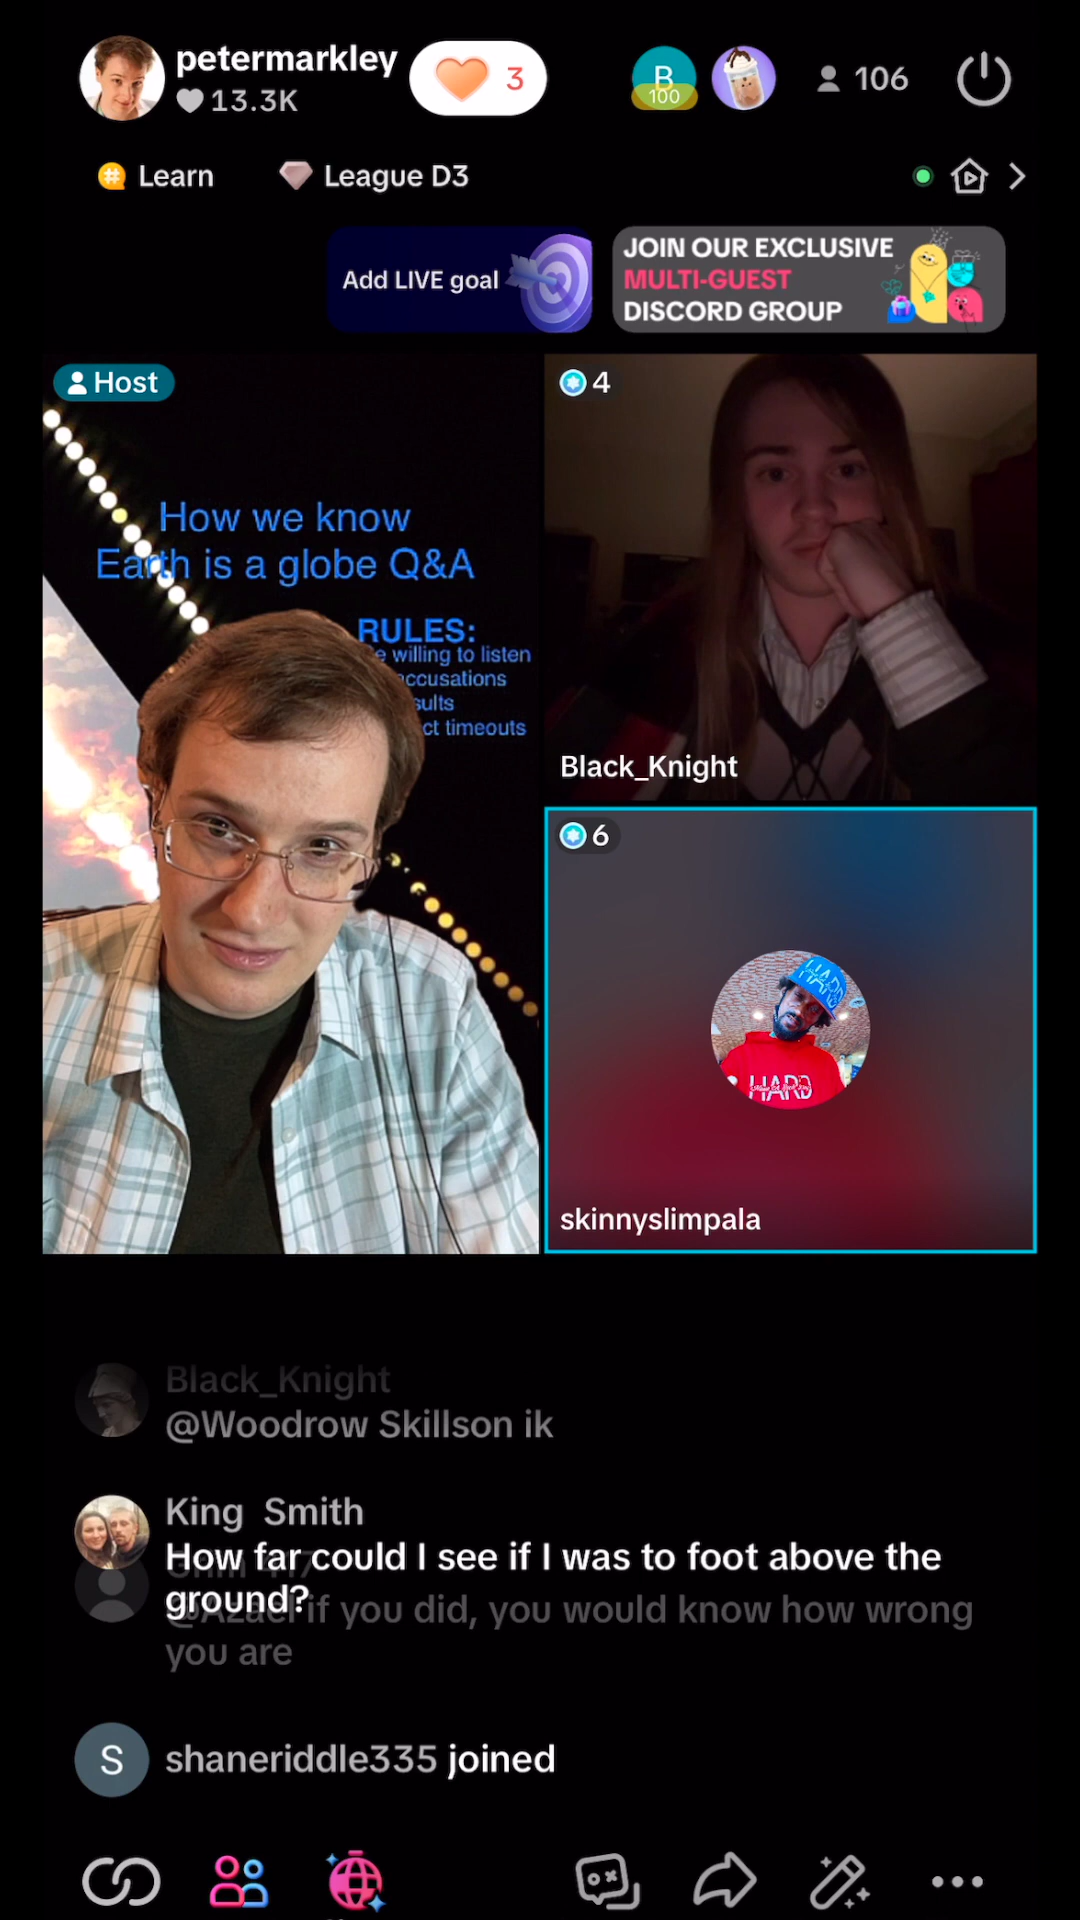 petermarkley
13.3K
3
B
100
106
Learn
League D3
Add LIVE goal
JOIN OUR EXCLUSIVE
MULTI-GUEST
DISCORD GROUP
Host
How we know
Earth is a globe Q&A
RULES:
e willing to listen
accusations
sults
ct timeouts
4
Black_Knight
6
HARD
HARD
skinnyslimpala
Black_Knight
@Woodrow Skillson ik
King Smith
How far could I see if I was to foot above the
ground?
if you did, you would know how wrong
you are
S
shaneriddle335 joined